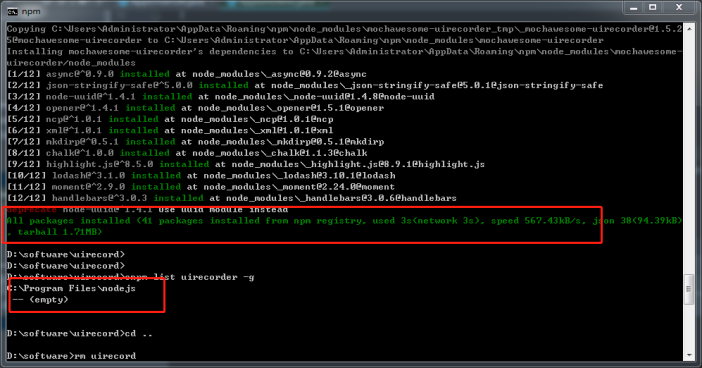 npm
Copying C:\Users\Administrator\AppData\Roaming\npm\node_modules\mochawesome-uirecorder_tmp\_mochawesome-uirecorder@1.5.2
5@mochawesome-uirecorder to C:\Users\Administrator\AppData\Roaming\npm\node_modules\mochawesome-uirecorder
Installing mochawesome-uirecorder's dependencies to C:\Users\Administrator\AppData\Roaming\npm\node_modules\mochawesome-
uirecorder/node_modules
[1/12] async@^0.9.0 installed at node_modules\_async@0.9.2@async
[2/12] json-stringify-safe@^5.0.0 installed at node_modules\_json-stringify-safe@5.0.1@json-stringify-safe
[3/12] node-uuid@^1.4.1 installed at node_modules\_node-uuid@1.4.8@node-uuid
[4/12] opener@^1.4.1 installed at node_modules\_opener@1.5.1@opener
[5/12] ncp@^1.0.1 installed at node_modules\_ncp@1.0.1@ncp
[6/12] xml@^1.0.1 installed at node_modules\_xml@1.0.1@xml
[7/12] mkdirp@^0.5.1 installed at node_modules\_mkdirp@0.5.1@mkdirp
[8/12] chalk@^1.0.0 installed at node_modules\_chalk@1.1.3@chalk
[9/12] highlight.js@^8.5.0 installed at node_modules\_highlight.js@8.9.1@highlight.js
[10/12] lodash@^3.1.0 installed at node_modules\_lodash@3.10.1@lodash
[11/12] moment@^2.9.0 installed at node_modules\_moment@2.24.0@moment
[12/12] handlebars@^3.0.3 installed at node_modules\_handlebars@3.0.6@handlebars
deprecate node-uuid@^1.4.1 Use uuid module instead
All packages installed (41 packages installed from npm registry, used 3s(network 3s), speed 567.43kB/s, json 38(94.39kB)
, tarball 1.71MB)
D:\software\uirecord>
D:\software\uirecord>
D:\software\uirecord>cnpm list uirecorder -g
C:\Program Files\nodejs
`-- (empty)
D:\software\uirecord>cd ..
D:\software>rm uirecord